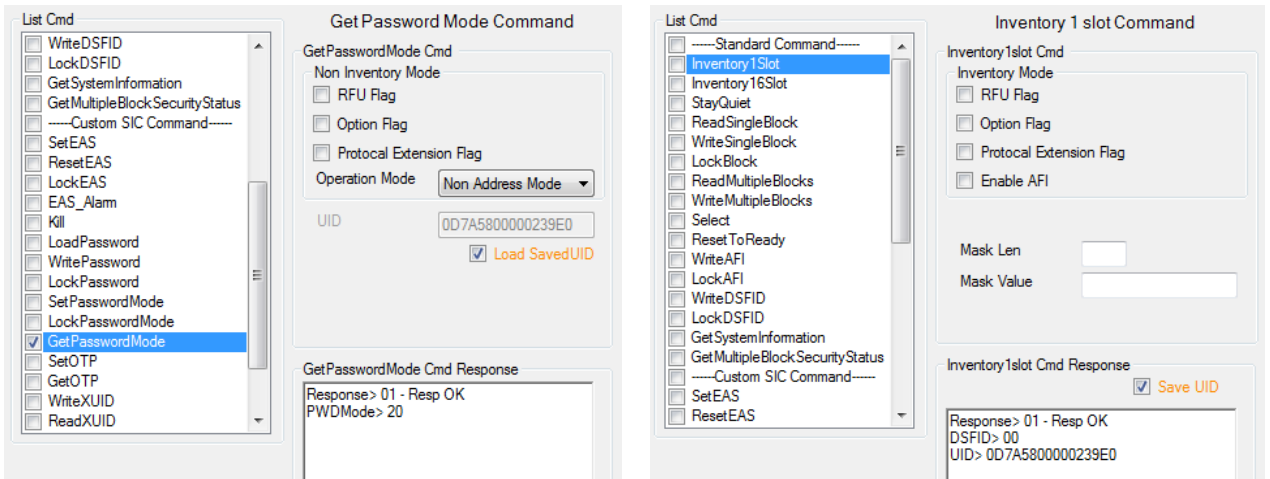 List Cmd
WriteDSFID
LockDSFID
GetSystemInformation
GetMultipleBlockSecurityStatus
------Custom SIC Command------
SetEAS
ResetEAS
LockEAS
EAS_Alarm
Kill
LoadPassword
WritePassword
LockPassword
SetPasswordMode
LockPasswordMode
GetPasswordMode
SetOTP
GetOTP
WriteXUID
ReadXUID
Get Password Mode Command
GetPasswordMode Cmd
Non Inventory Mode
RFU Flag
Option Flag
Protocal Extension Flag
Operation Mode Non Address Mode
UID 0D7A5800000239E0
Load SavedUID
GetPasswordMode Cmd Response
Response> 01 - Resp OK
PWDMode> 20
List Cmd
------Standard Command------
Inventory1Slot
Inventory16Slot
StayQuiet
ReadSingleBlock
WriteSingleBlock
LockBlock
ReadMultipleBlocks
WriteMultipleBlocks
Select
ResetToReady
WriteAFI
LockAFI
WriteDSFID
LockDSFID
GetSystemInformation
GetMultipleBlockSecurityStatus
------Custom SIC Command------
SetEAS
ResetEAS
Inventory 1 slot Command
Inventory1slot Cmd
Inventory Mode
RFU Flag
Option Flag
Protocal Extension Flag
Enable AFI
Mask Len
Mask Value
Inventory1slot Cmd Response
Save UID
Response> 01 - Resp OK
DSFID> 00
UID> 0D7A5800000239E0